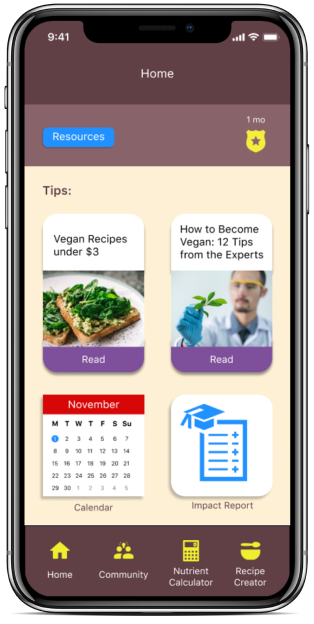 9:41
Home
1 mo
Resources
Tips:
Vegan Recipes
under $3
How to Become
Vegan: 12 Tips
from the Experts
Read
Read
November
M T W T F S Su
1 2 3 4 5 6 7
8 9 10 11 12 13 14
15 16 17 18 19 20 21
22 23 24 25 26 27 28
29 30 1 2 3 4 5
Calendar
Impact Report
Home
Community
Nutrient
Calculator
Recipe
Creator